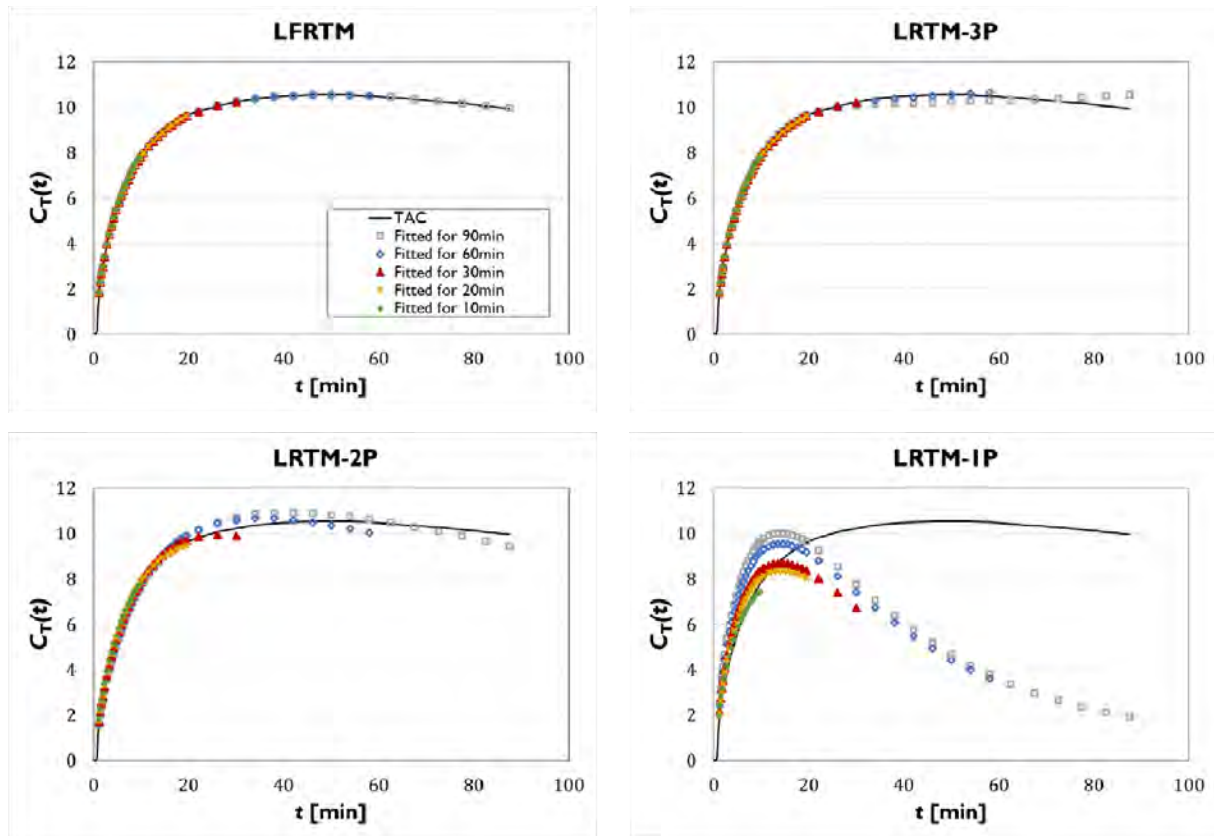 LFRTM
12
10
8
6
4
2
0
C_T(t)
TAC
Fitted for 90min
Fitted for 60min
Fitted for 30min
Fitted for 20min
Fitted for 10min
0 20 40 60 80 100
t [min]
LRTM-3P
12
10
8
6
4
2
0
C_T(t)
0 20 40 60 80 100
t [min]
LRTM-2P
12
10
8
6
4
2
0
C_T(t)
0 20 40 60 80 100
t [min]
LRTM-1P
12
10
8
6
4
2
0
C_T(t)
0 20 40 60 80 100
t [min]